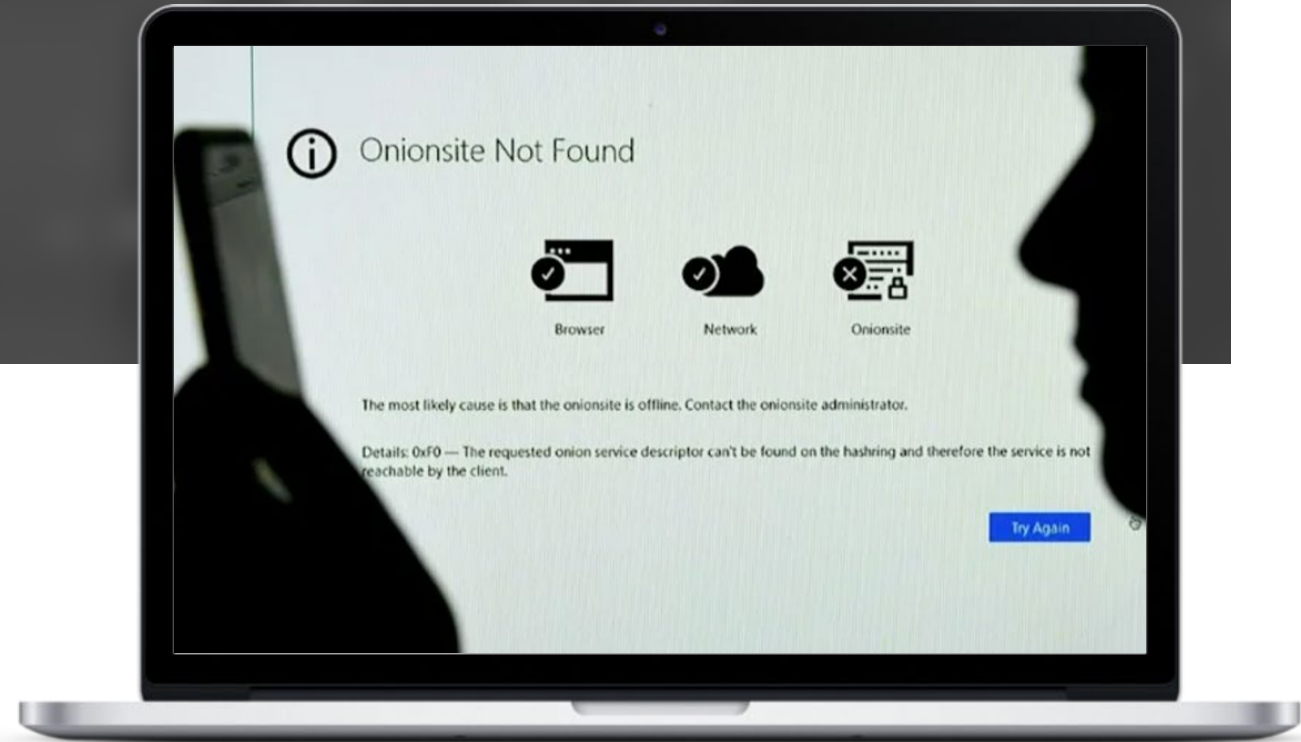 Onionsite Not Found
Browser Network Onionsite
The most likely cause is that the onionsite is offline. Contact the onionsite administrator.
Details: 0xF0 — The requested onion service descriptor can't be found on the hashring and therefore the service is not
reachable by the client.
Try Again